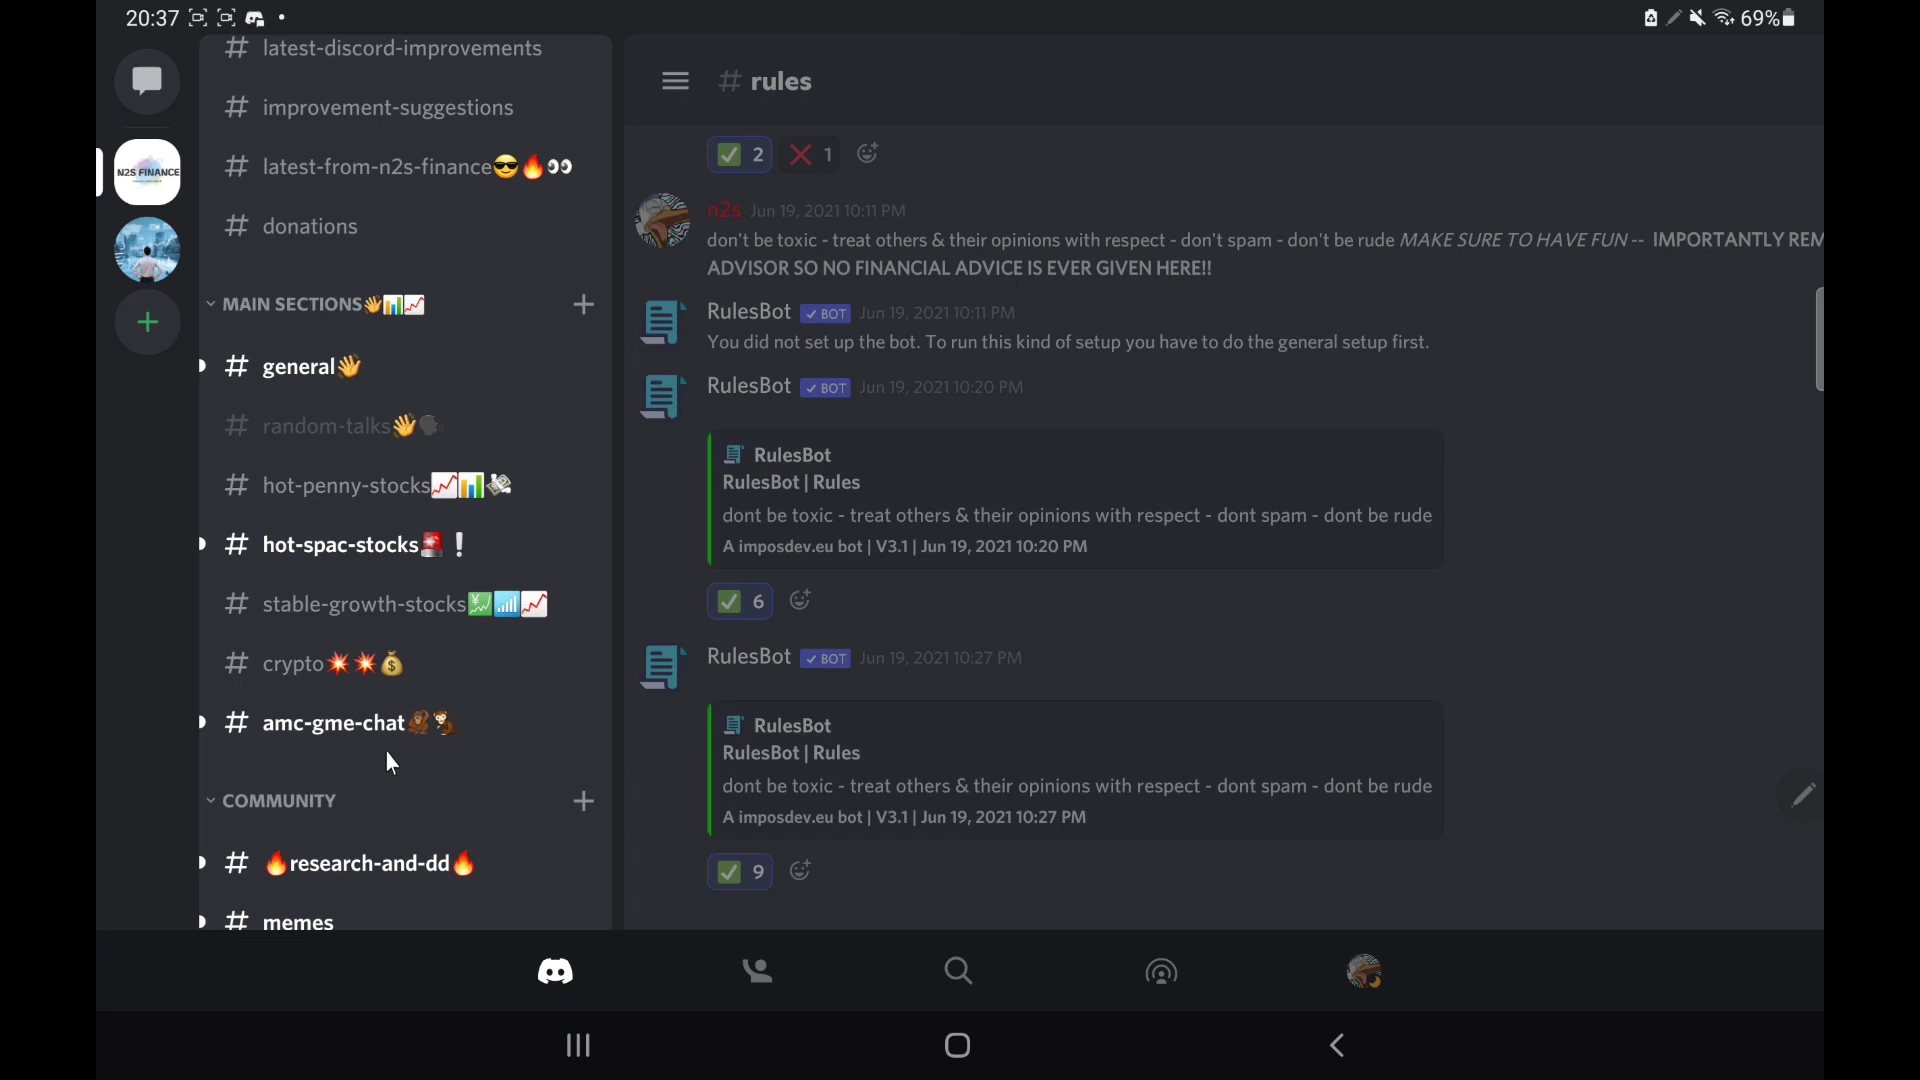 20:37
69%
# latest-discord-improvements
# improvement-suggestions
# latest-from-n2s-finance😎🔥👀
# donations
N2S FINANCE
MAIN SECTIONS👋📊📈
# general👋
# random-talks👋🗣
# hot-penny-stocks📈📊💸
# hot-spac-stocks🚨❕
# stable-growth-stocks💹📶📈
# crypto💥💥💰
# amc-gme-chat🦧🐒
COMMUNITY
# 🔥research-and-dd🔥
# memes
# rules
✅ 2 ❌ 1
n2s Jun 19, 2021 10:11 PM
don't be toxic - treat others & their opinions with respect - don't spam - don't be rude MAKE SURE TO HAVE FUN -- IMPORTANTLY REM
ADVISOR SO NO FINANCIAL ADVICE IS EVER GIVEN HERE!!
RulesBot ✓ BOT Jun 19, 2021 10:11 PM
You did not set up the bot. To run this kind of setup you have to do the general setup first.
RulesBot ✓ BOT Jun 19, 2021 10:20 PM
RulesBot
RulesBot | Rules
dont be toxic - treat others & their opinions with respect - dont spam - dont be rude
A imposdev.eu bot | V3.1 | Jun 19, 2021 10:20 PM
✅ 6
RulesBot ✓ BOT Jun 19, 2021 10:27 PM
RulesBot
RulesBot | Rules
dont be toxic - treat others & their opinions with respect - dont spam - dont be rude
A imposdev.eu bot | V3.1 | Jun 19, 2021 10:27 PM
✅ 9